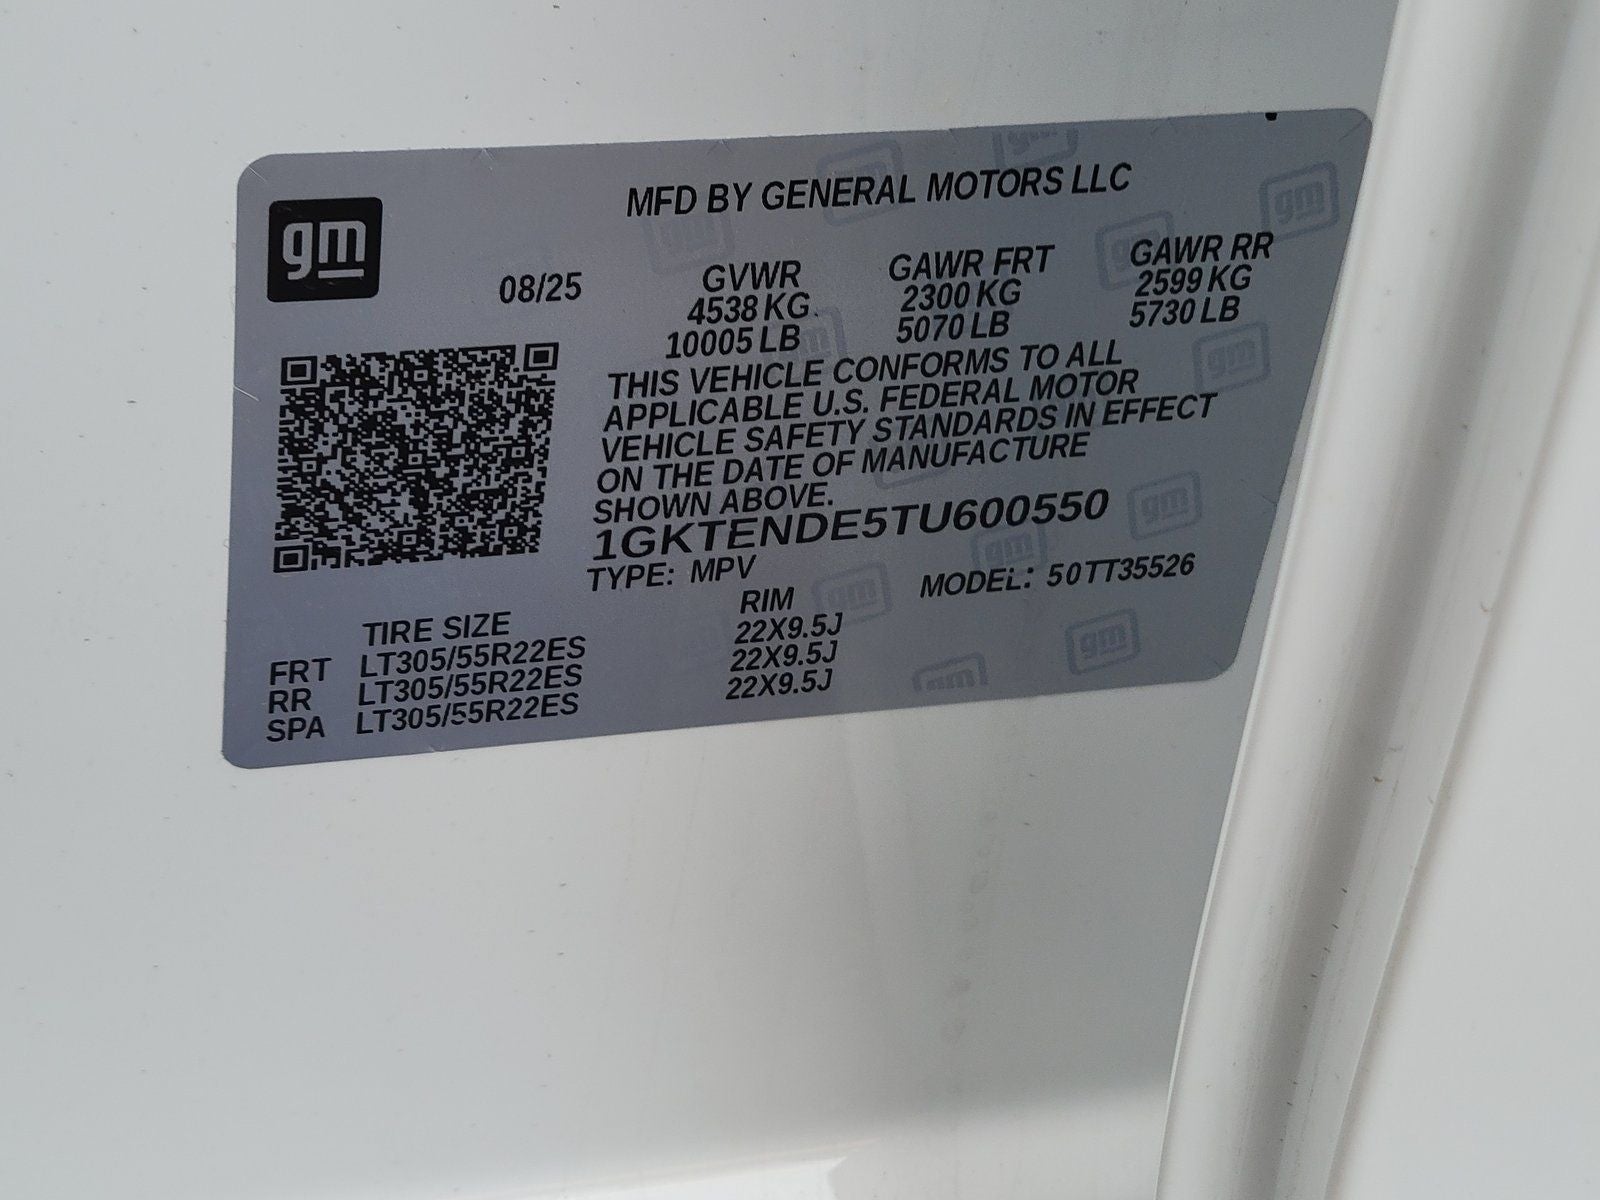 gm
MFD BY GENERAL MOTORS LLC
08/25
GVWR
4538 KG
10005 LB
GAWR FRT
2300 KG
5070 LB
GAWR RR
2599 KG
5730 LB
THIS VEHICLE CONFORMS TO ALL
APPLICABLE U.S. FEDERAL MOTOR
VEHICLE SAFETY STANDARDS IN EFFECT
ON THE DATE OF MANUFACTURE
SHOWN ABOVE.
1GKTENDE5TU600550
TYPE: MPV
MODEL: 50TT35526
TIRE SIZE RIM
FRT LT305/55R22ES 22X9.5J
RR LT305/55R22ES 22X9.5J
SPA LT305/55R22ES 22X9.5J